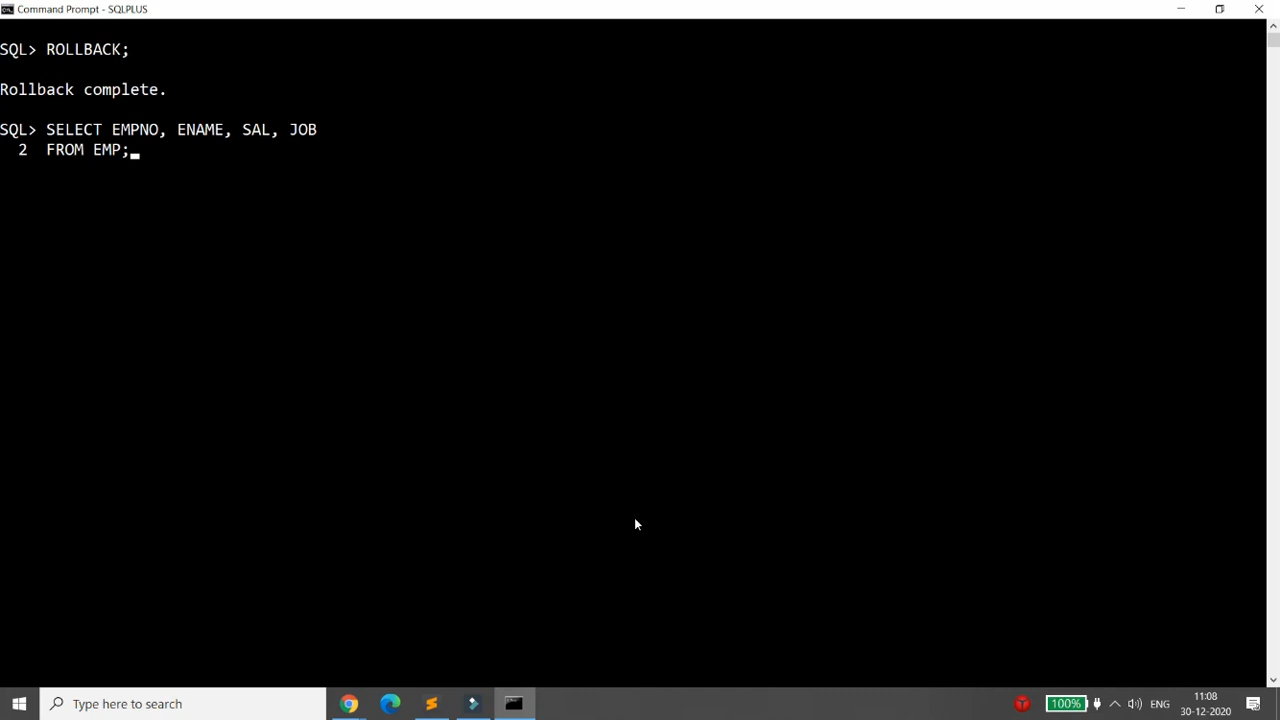 Command Prompt - SQLPLUS
SQL> ROLLBACK;
Rollback complete.
SQL> SELECT EMPNO, ENAME, SAL, JOB
2 FROM EMP;
Type here to search
100%
ENG
11:08
30-12-2020